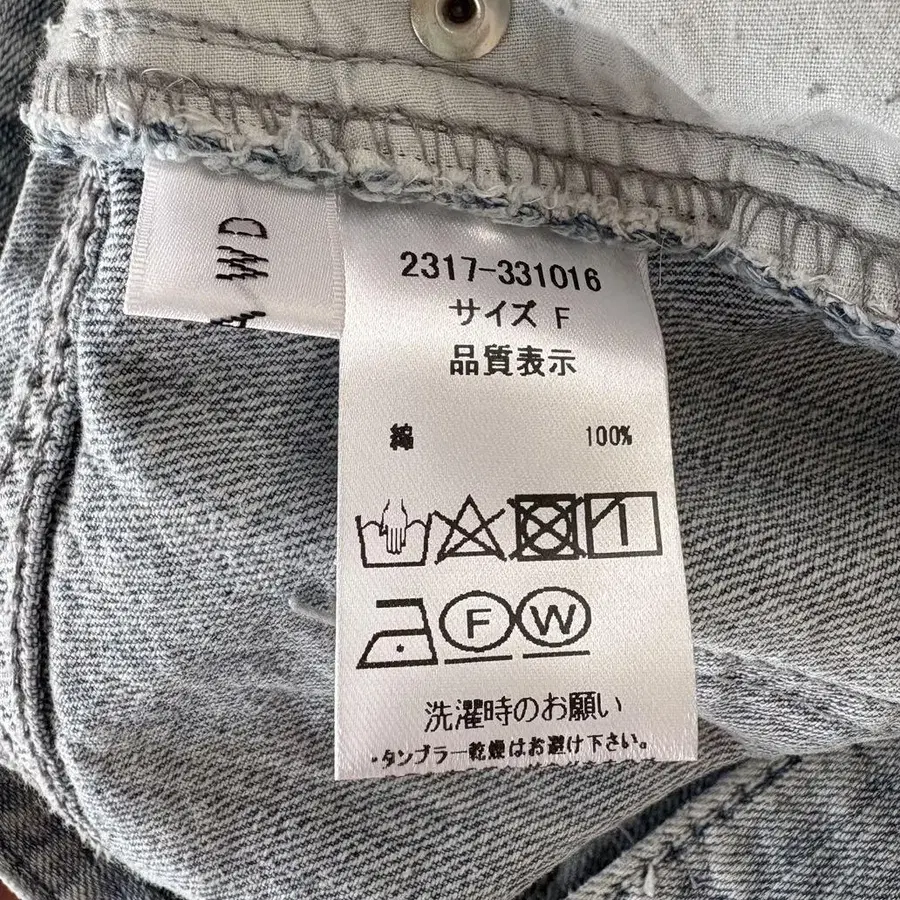 WD
2317-331016
サイズ F
品質表示
綿 100%
F W
洗濯時のお願い
・タンブラー乾燥はお避け下さい。